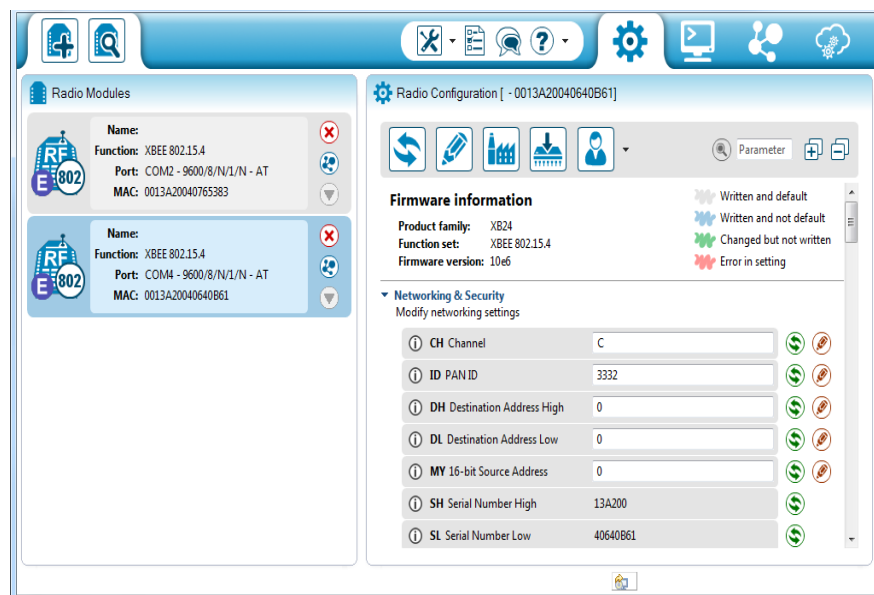 Radio Modules
Name:
Function: XBEE 802.15.4
Port: COM2 - 9600/8/N/1/N - AT
MAC: 0013A20040765383
RF
E 802
Name:
Function: XBEE 802.15.4
Port: COM4 - 9600/8/N/1/N - AT
MAC: 0013A20040640B61
RF
E 802
Radio Configuration [ - 0013A20040640B61]
Parameter
Firmware information
Product family: XB24
Function set: XBEE 802.15.4
Firmware version: 10e6
Written and default
Written and not default
Changed but not written
Error in setting
Networking & Security
Modify networking settings
i CH Channel C
i ID PAN ID 3332
i DH Destination Address High 0
i DL Destination Address Low 0
i MY 16-bit Source Address 0
i SH Serial Number High 13A200
i SL Serial Number Low 40640B61